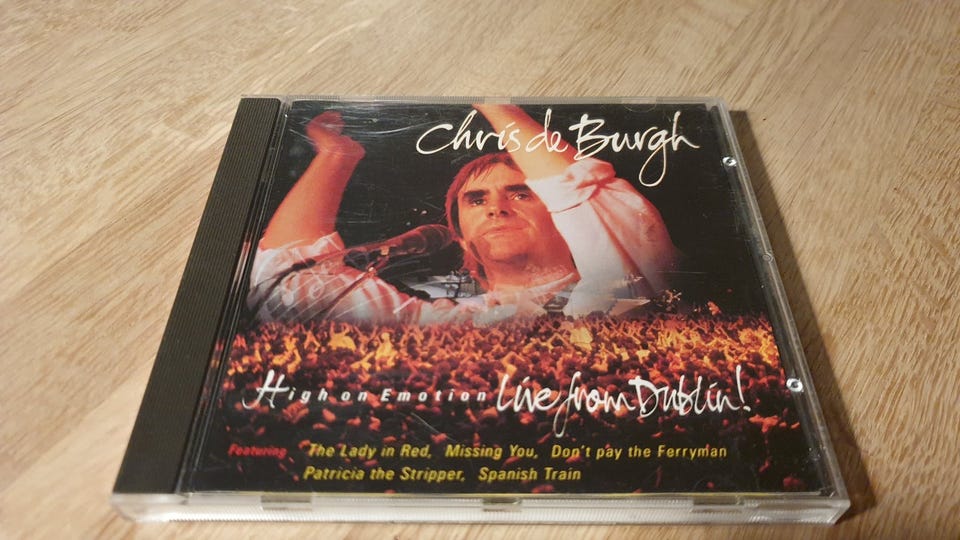 Chris de Burgh
High on Emotion Live from Dublin!
Featuring The Lady in Red, Missing You, Don't pay the Ferryman
Patricia the Stripper, Spanish Train